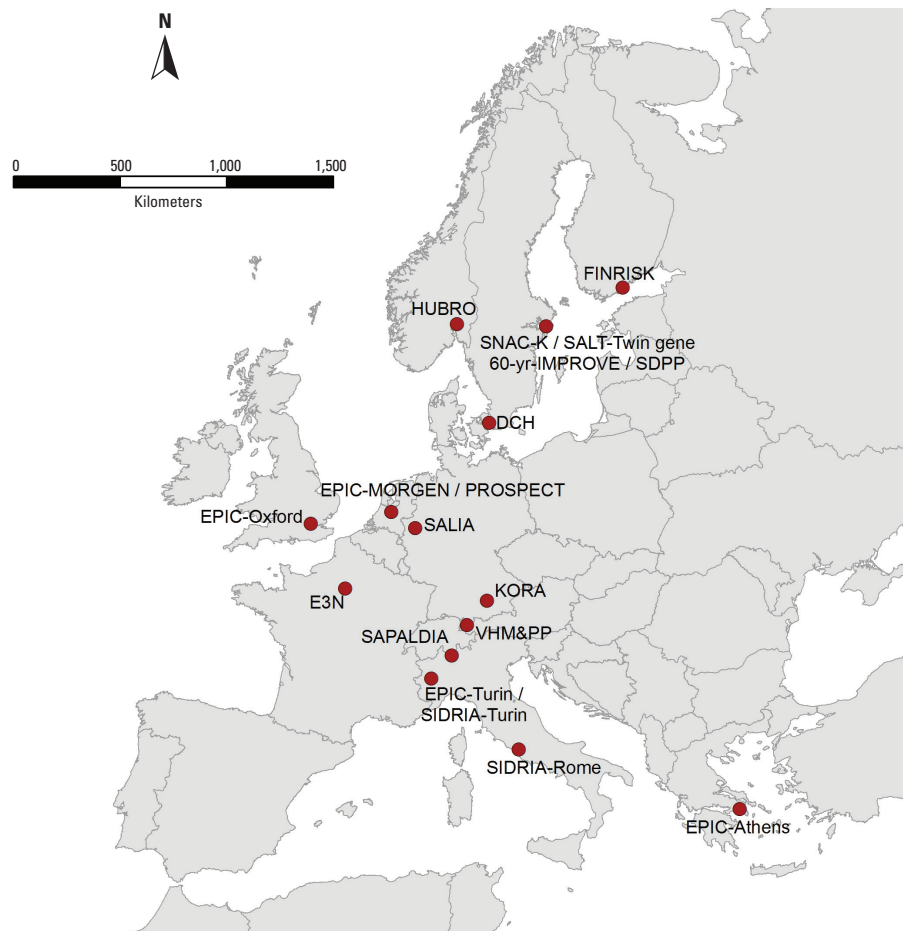 N
0 500 1,000 1,500
Kilometers
FINRISK
HUBRO
SNAC-K / SALT-Twin gene
60-yr-IMPROVE / SDPP
DCH
EPIC-MORGEN / PROSPECT
EPIC-Oxford
SALIA
E3N
KORA
VHM&PP
SAPALDIA
EPIC-Turin /
SIDRIA-Turin
SIDRIA-Rome
EPIC-Athens